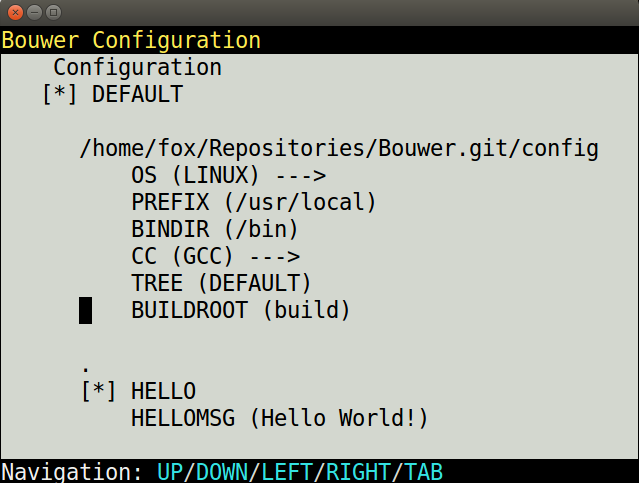 Bouwer Configuration
Configuration
[*] DEFAULT
/home/fox/Repositories/Bouwer.git/config
OS (LINUX) --->
PREFIX (/usr/local)
BINDIR (/bin)
CC (GCC) --->
TREE (DEFAULT)
BUILDROOT (build)
.
[*] HELLO
HELLOMSG (Hello World!)
Navigation: UP/DOWN/LEFT/RIGHT/TAB